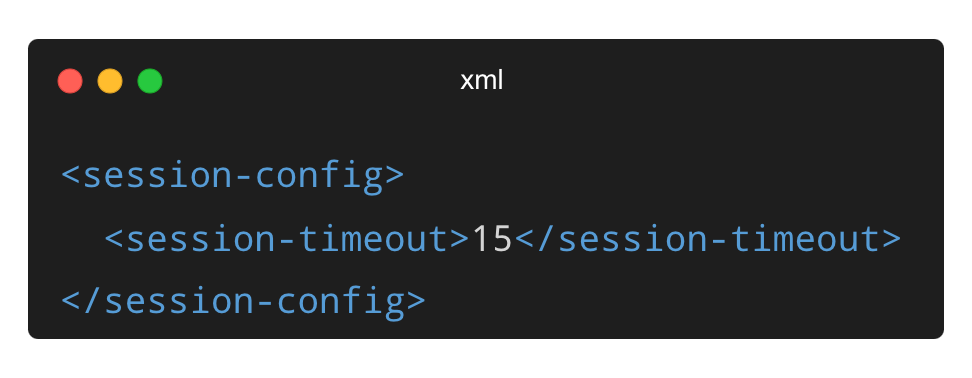 xml
<session-config>
  <session-timeout>15</session-timeout>
</session-config>